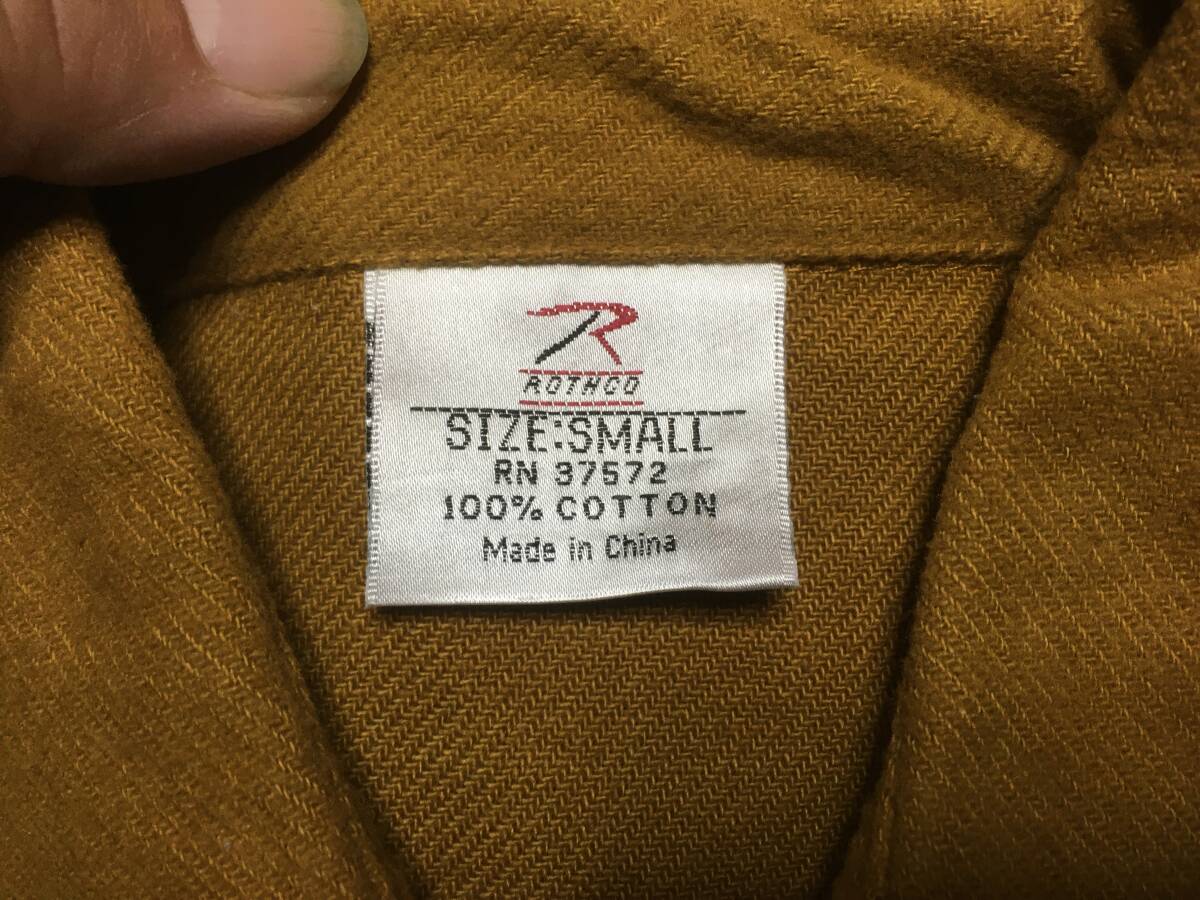 ROTHCO
SIZE:SMALL
RN 37572
100% COTTON
Made in China